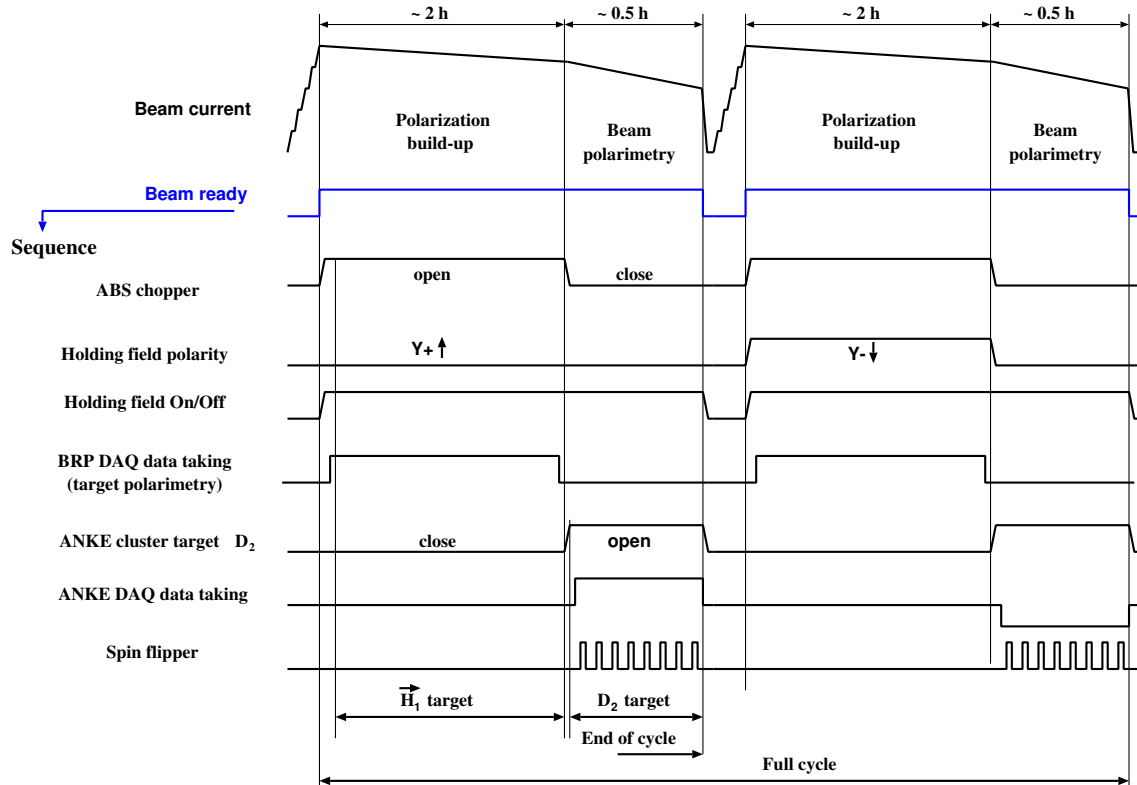 ~ 2 h
~ 0.5 h
~ 2 h
~ 0.5 h
Beam current
Polarization
build-up
Beam
polarimetry
Polarization
build-up
Beam
polarimetry
Beam ready
Sequence
ABS chopper
open
close
Holding field polarity
Y+
Y-
Holding field On/Off
BRP DAQ data taking
(target polarimetry)
ANKE cluster target D₂
close
open
ANKE DAQ data taking
Spin flipper
H₁ target
D₂ target
End of cycle
Full cycle